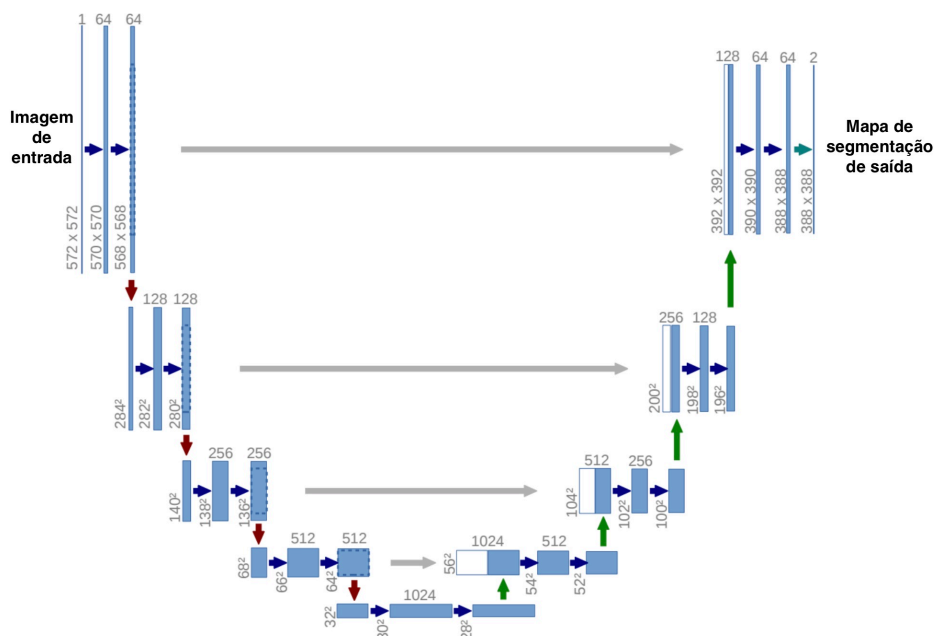 1 64 64
128 64 64 2
Imagem
de
entrada
Mapa de
segmentação
de saída
572 x 572
570 x 570
568 x 568
392 x 392
390 x 390
388 x 388
388 x 388
128 128
256 128
284²
282²
280²
200²
198²
196²
256 256
512 256
140²
138²
136²
104²
102²
100²
512 512
1024 512
68²
66²
64²
56²
54²
52²
1024
32²